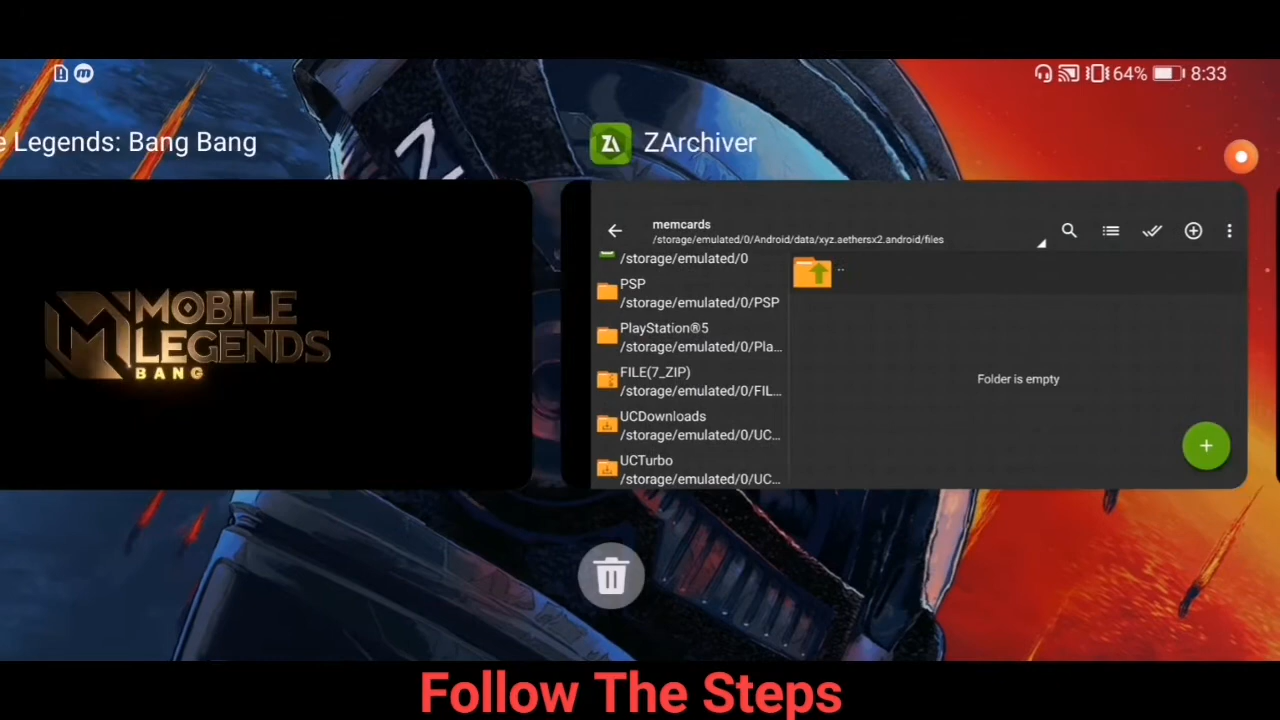 64% 8:33
e Legends: Bang Bang
ZArchiver
MOBILE
LEGENDS
BANG
memcards
/storage/emulated/0/Android/data/xyz.aethersx2.android/files
/storage/emulated/0
PSP
/storage/emulated/0/PSP
PlayStation®5
/storage/emulated/0/Pla...
FILE(7_ZIP)
/storage/emulated/0/FIL...
UCDownloads
/storage/emulated/0/UC...
UCTurbo
/storage/emulated/0/UC...
..
Folder is empty
Follow The Steps